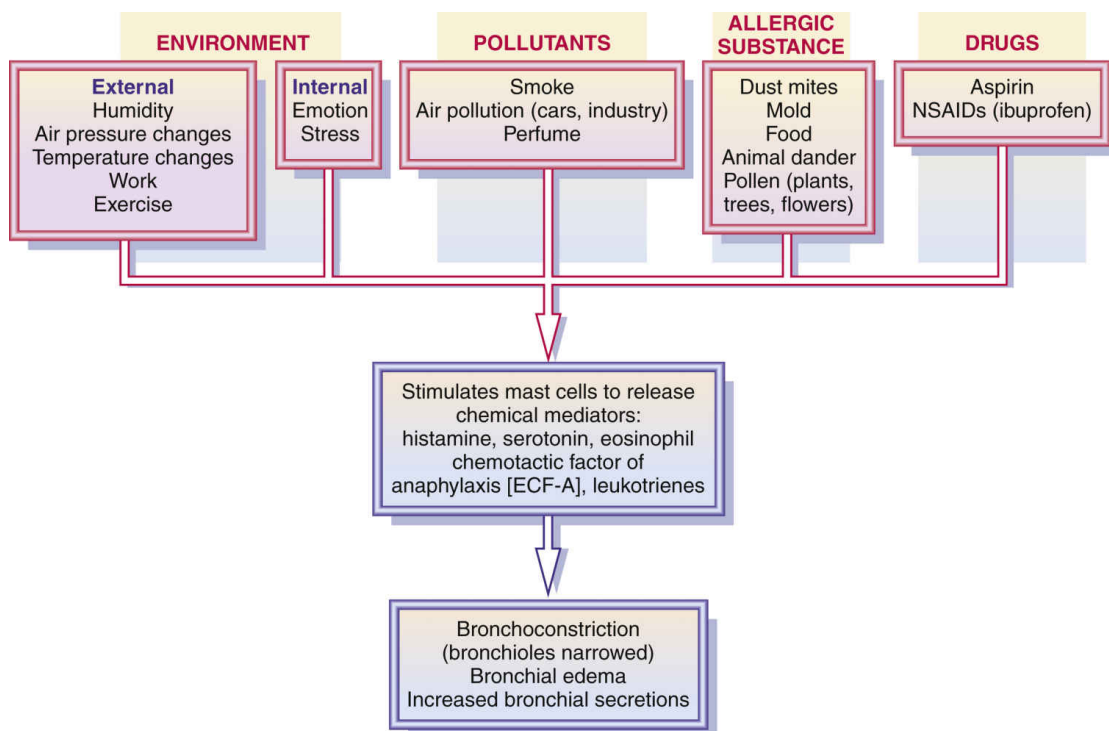 ENVIRONMENT
External
Humidity
Air pressure changes
Temperature changes
Work
Exercise
Internal
Emotion
Stress
POLLUTANTS
Smoke
Air pollution (cars, industry)
Perfume
ALLERGIC
SUBSTANCE
Dust mites
Mold
Food
Animal dander
Pollen (plants,
trees, flowers)
DRUGS
Aspirin
NSAIDs (ibuprofen)
Stimulates mast cells to release
chemical mediators:
histamine, serotonin, eosinophil
chemotactic factor of
anaphylaxis [ECF-A], leukotrienes
Bronchoconstriction
(bronchioles narrowed)
Bronchial edema
Increased bronchial secretions